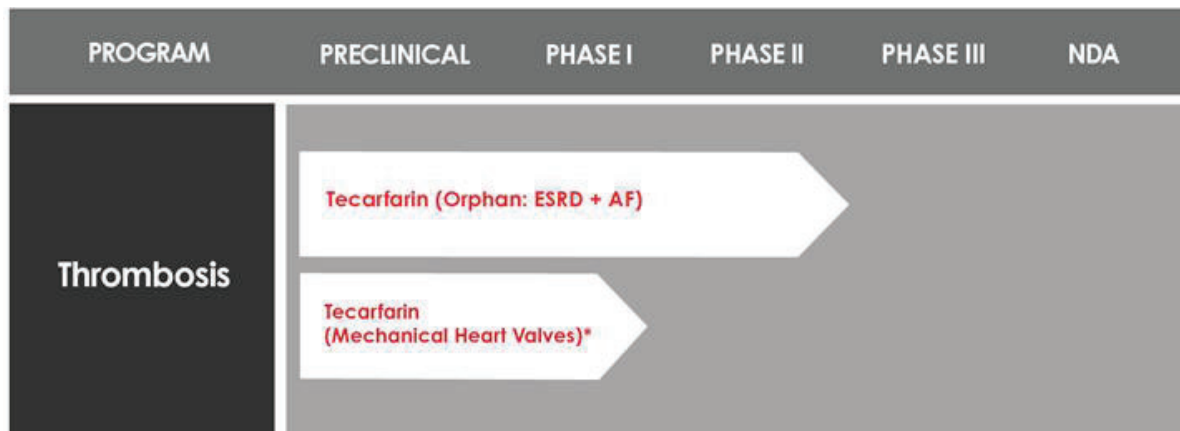 PROGRAM PRECLINICAL PHASE I PHASE II PHASE III NDA
Thrombosis
Tecarfarin (Orphan: ESRD + AF)
Tecarfarin
(Mechanical Heart Valves)*